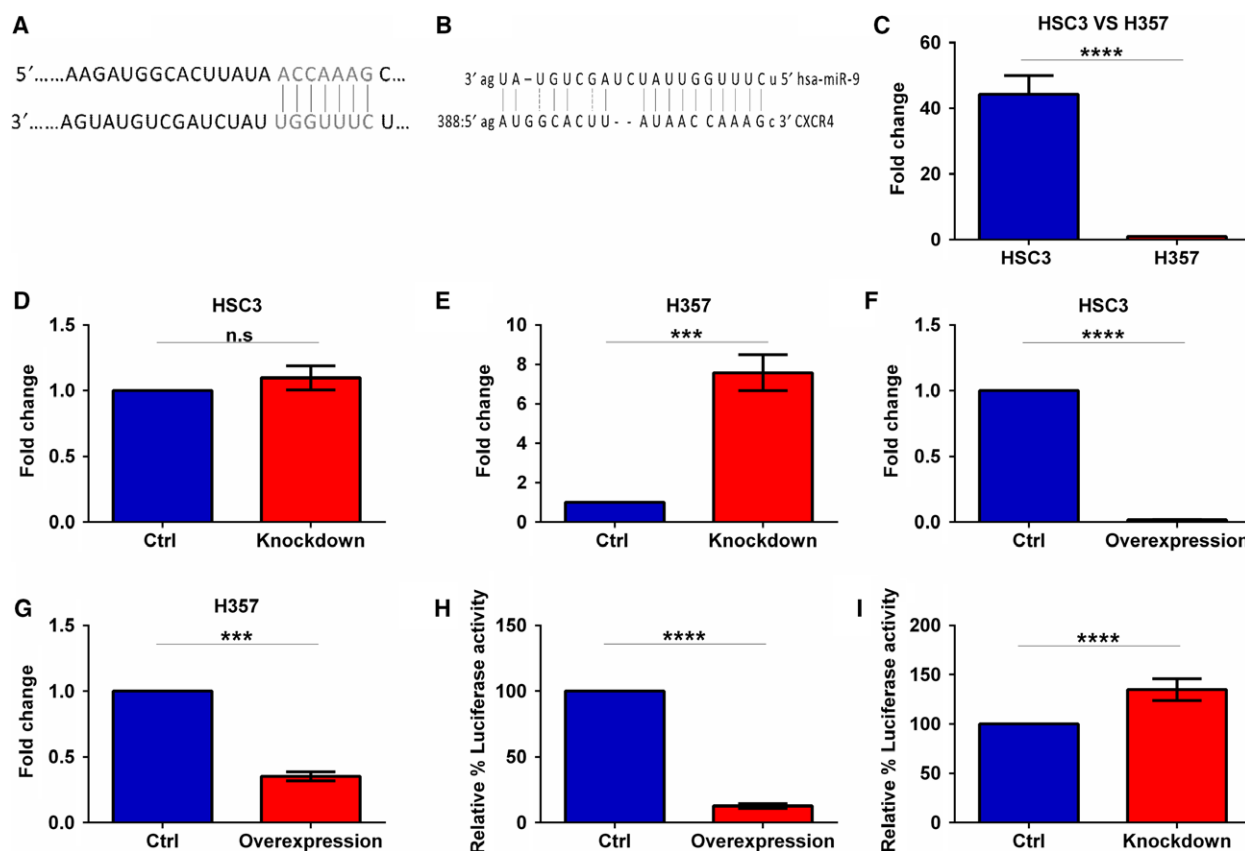 A
5′……AAGAUGGCACUUAUA ACCAAAG C…
3′……AGUAUGUCGAUCUAU UGGUUUC U…
B
3′ ag UA–UGUCGAUCUAUUGGUUUC u 5′ hsa-miR-9
388:5′ ag AUGGCACUU--AUAACCAAAG c 3′ CXCR4
C
HSC3 VS H357
****
Fold change
60
40
20
0
HSC3 H357
D
HSC3
n.s
Fold change
1.5
1.0
0.5
0.0
Ctrl Knockdown
E
H357
***
Fold change
10
8
6
4
2
0
Ctrl Knockdown
F
HSC3
****
Fold change
1.5
1.0
0.5
0.0
Ctrl Overexpression
G
H357
***
Fold change
1.5
1.0
0.5
0.0
Ctrl Overexpression
H
****
Relative % Luciferase activity
150
100
50
0
Ctrl Overexpression
I
****
Relative % Luciferase activity
200
150
100
50
0
Ctrl Knockdown